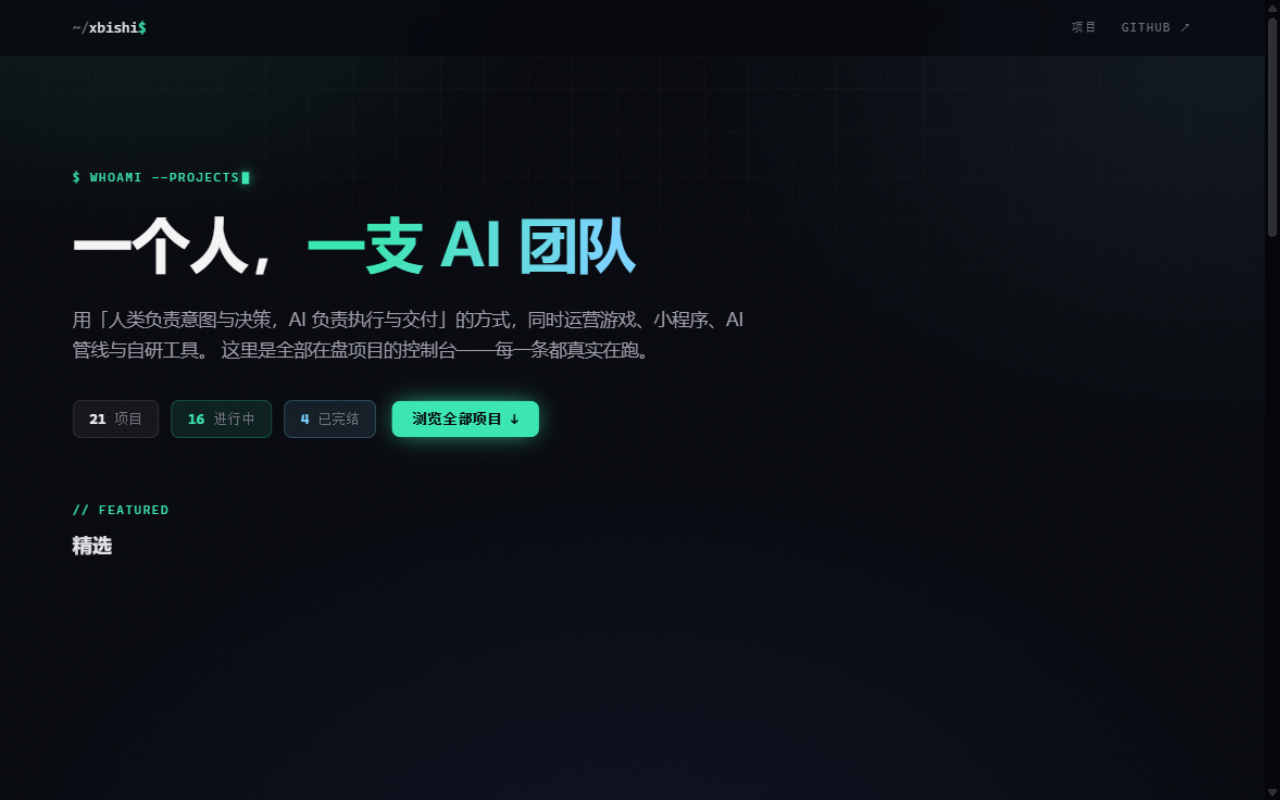 ~/xbishi$
项目 GITHUB ↗
$ WHOAMI --PROJECTS
一个人，一支 AI 团队
用「人类负责意图与决策，AI 负责执行与交付」的方式，同时运营游戏、小程序、AI
管线与自研工具。 这里是全部在盘项目的控制台——每一条都真实在跑。
21 项目 16 进行中 4 已完结 浏览全部项目 ↓
// FEATURED
精选